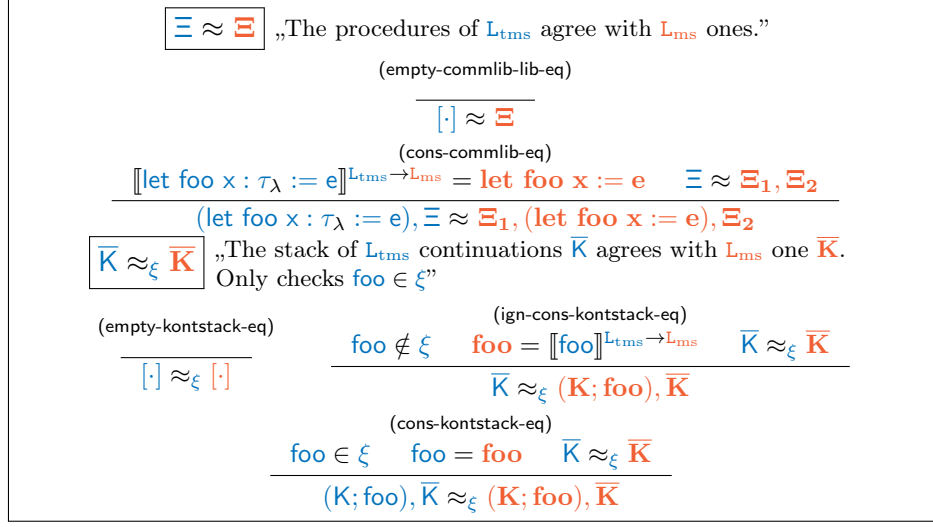 Ξ ≈ Ξ „The procedures of L_tms agree with L_ms ones.”
(empty-commlib-lib-eq)
[·] ≈ Ξ
(cons-commlib-eq)
⟦let foo x : τ_λ := e⟧^{L_tms→L_ms} = let foo x := e Ξ ≈ Ξ_1, Ξ_2
(let foo x : τ_λ := e), Ξ ≈ Ξ_1, (let foo x := e), Ξ_2
K̅ ≈_ξ K̅ „The stack of L_tms continuations K̅ agrees with L_ms one K̅.
Only checks foo ∈ ξ”
(empty-kontstack-eq)
[·] ≈_ξ [·]
(ign-cons-kontstack-eq)
foo ∉ ξ foo = ⟦foo⟧^{L_tms→L_ms} K̅ ≈_ξ K̅
K̅ ≈_ξ (K; foo), K̅
(cons-kontstack-eq)
foo ∈ ξ foo = foo K̅ ≈_ξ K̅
(K; foo), K̅ ≈_ξ (K; foo), K̅